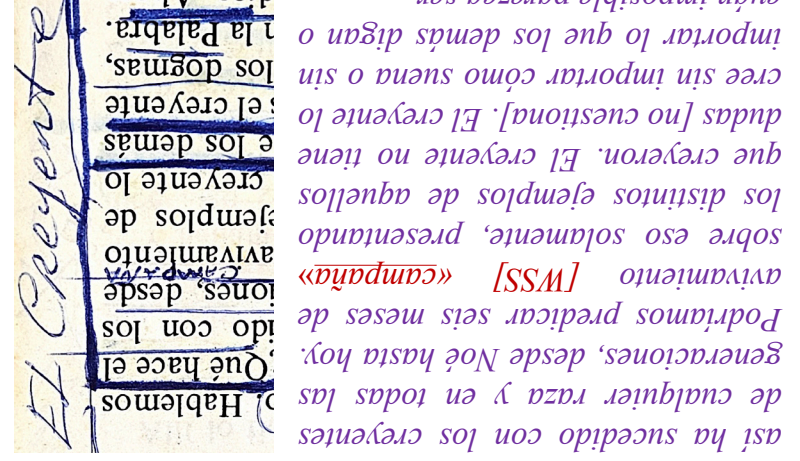 así ha sucedido con los creyentes
de cualquier raza y en todas las
generaciones, desde Noé hasta hoy.
Podríamos predicar seis meses de
avivamiento [WSS] «campaña»
sobre eso solamente, presentando
los distintos ejemplos de aquellos
que creyeron. El creyente no tiene
dudas [no cuestiona]. El creyente lo
cree sin importar cómo suena o sin
importar lo que los demás digan o
cuán imposible parezca ser
Hablemos
¿Qué hace el
ido con los
iones, desde
CAMPAÑA
avivamiento
ejemplos de
creyente lo
e los demás
s el creyente
los dogmas,
n la Palabra.
EL Creyente